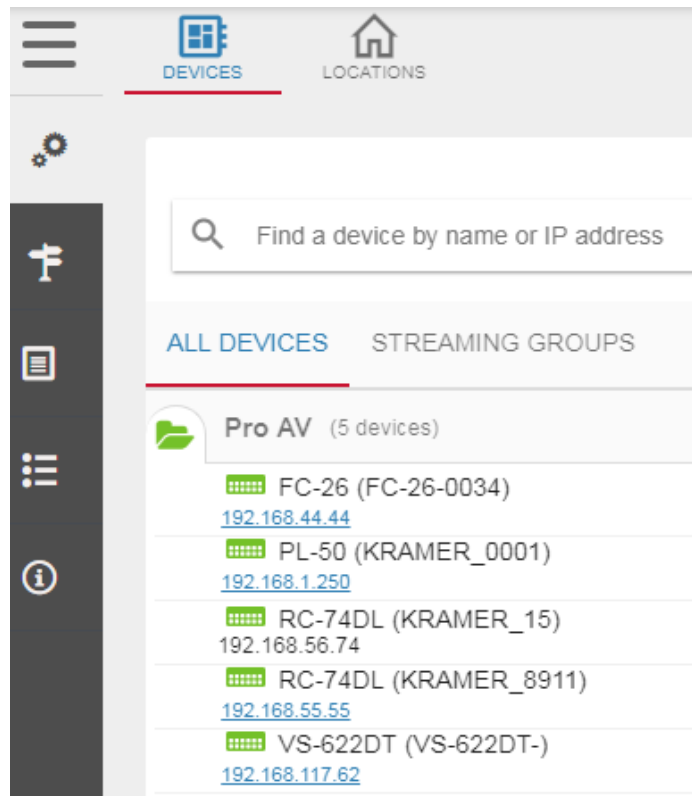 DEVICES
LOCATIONS
Find a device by name or IP address
ALL DEVICES
STREAMING GROUPS
Pro AV (5 devices)
FC-26 (FC-26-0034)
192.168.44.44
PL-50 (KRAMER_0001)
192.168.1.250
RC-74DL (KRAMER_15)
192.168.56.74
RC-74DL (KRAMER_8911)
192.168.55.55
VS-622DT (VS-622DT-)
192.168.117.62